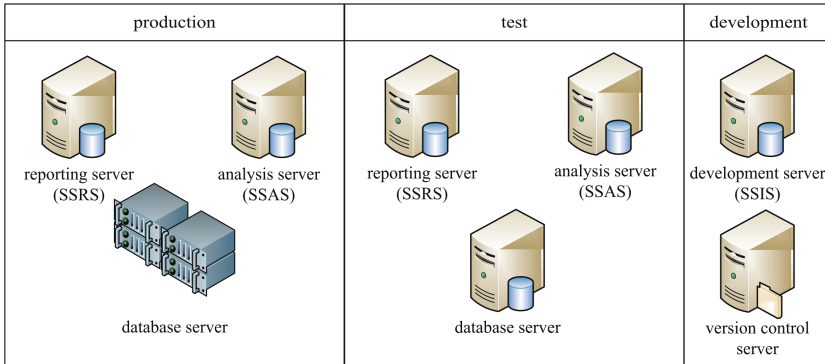 production
test
development
reporting server
(SSRS)
analysis server
(SSAS)
database server
reporting server
(SSRS)
analysis server
(SSAS)
database server
development server
(SSIS)
version control
server